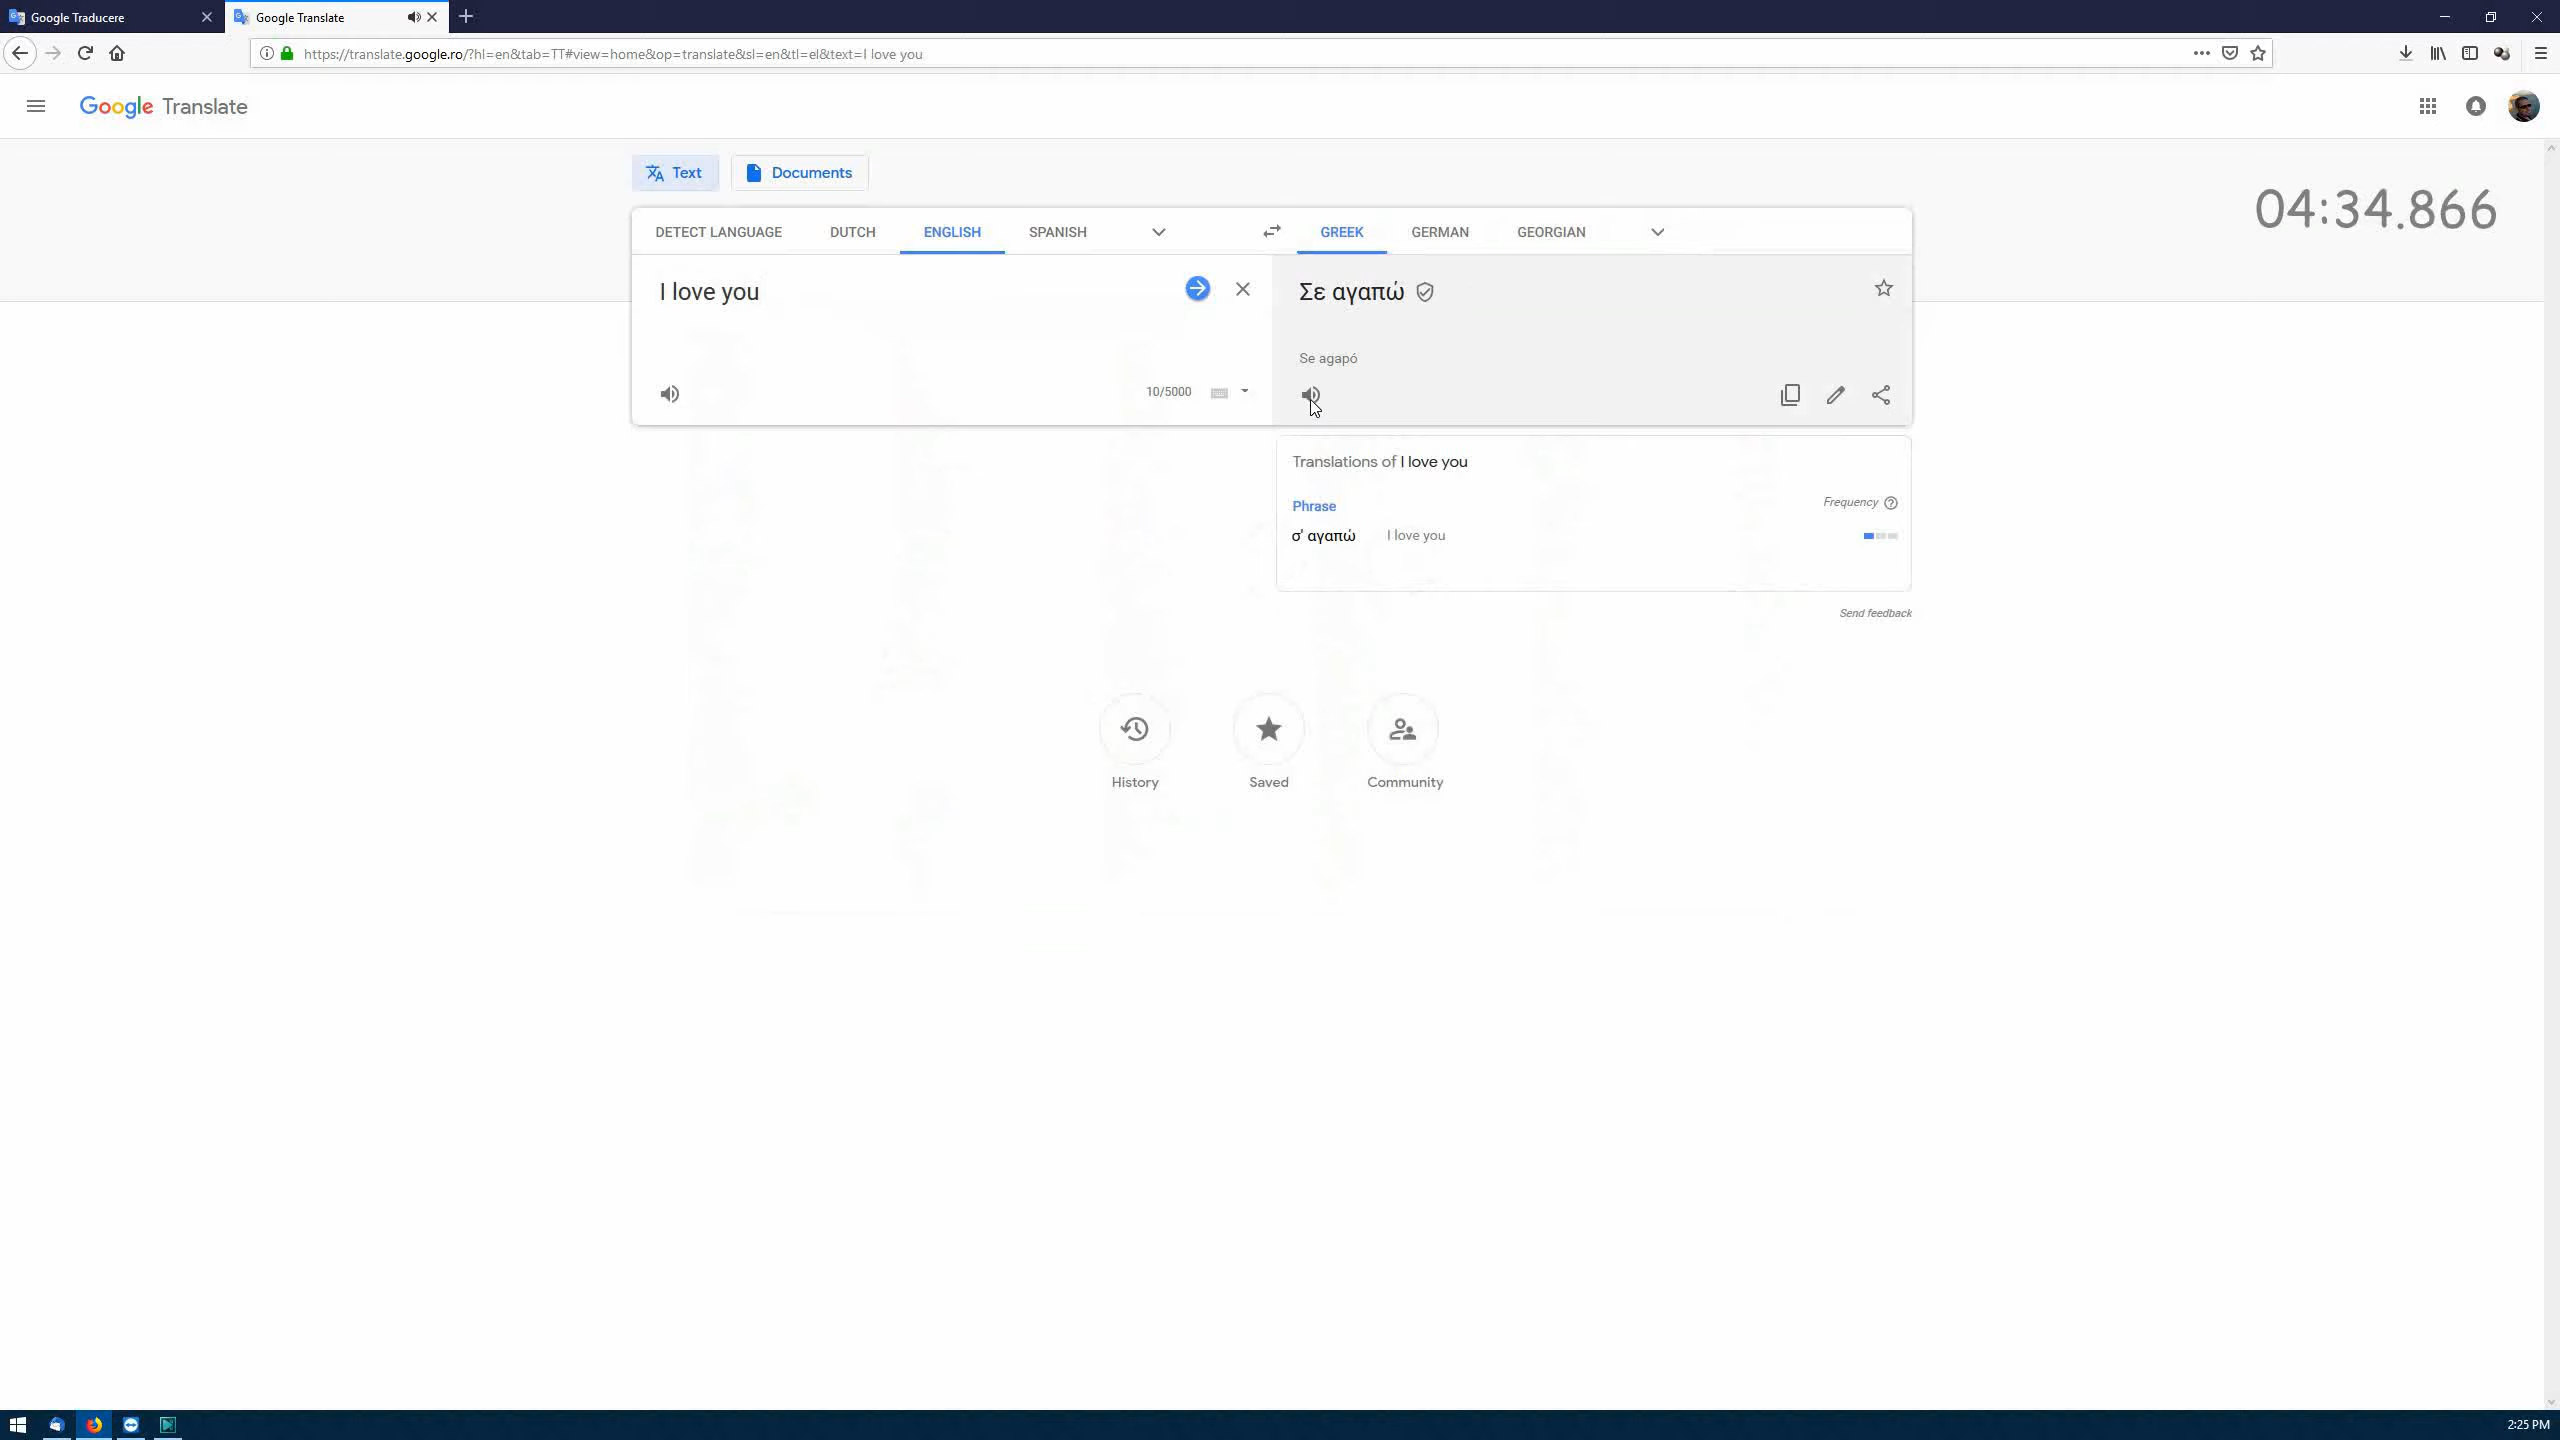 Google Traducere
Google Translate
https://translate.google.ro/?hl=en&tab=TT#view=home&op=translate&sl=en&tl=el&text=I love you
Google Translate
Text Documents
04:34.866
DETECT LANGUAGE DUTCH ENGLISH SPANISH GREEK GERMAN GEORGIAN
I love you
Σε αγαπώ
Se agapó
10/5000
Translations of I love you
Phrase Frequency
σ' αγαπώ I love you
Send feedback
History Saved Community
2:25 PM